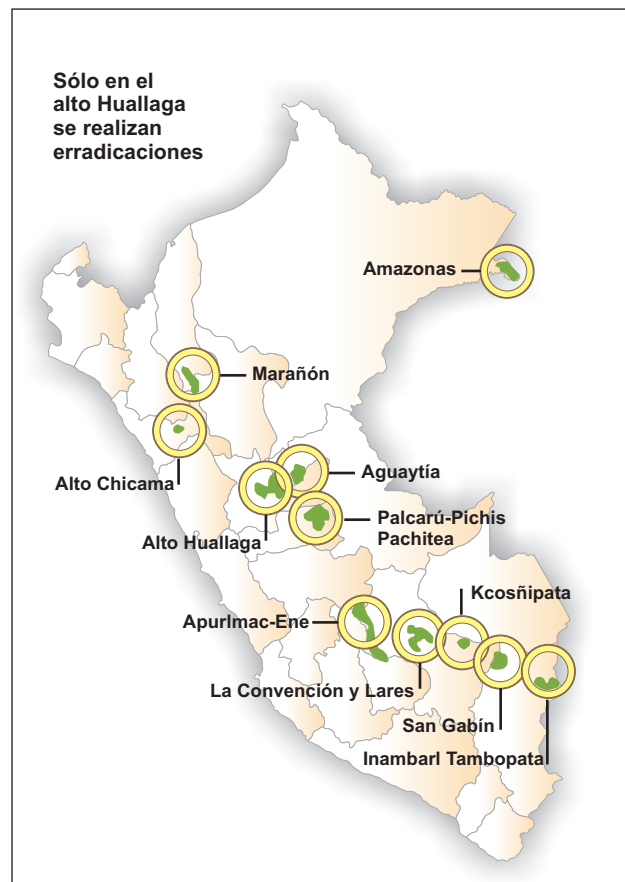 Sólo en el
alto Huallaga
se realizan
erradicaciones
Amazonas
Marañón
Alto Chicama
Aguaytía
Alto Huallaga
Palcarú-Pichis
Pachitea
Kcosñipata
Apurlmac-Ene
La Convención y Lares
San Gabín
Inambarl Tambopata